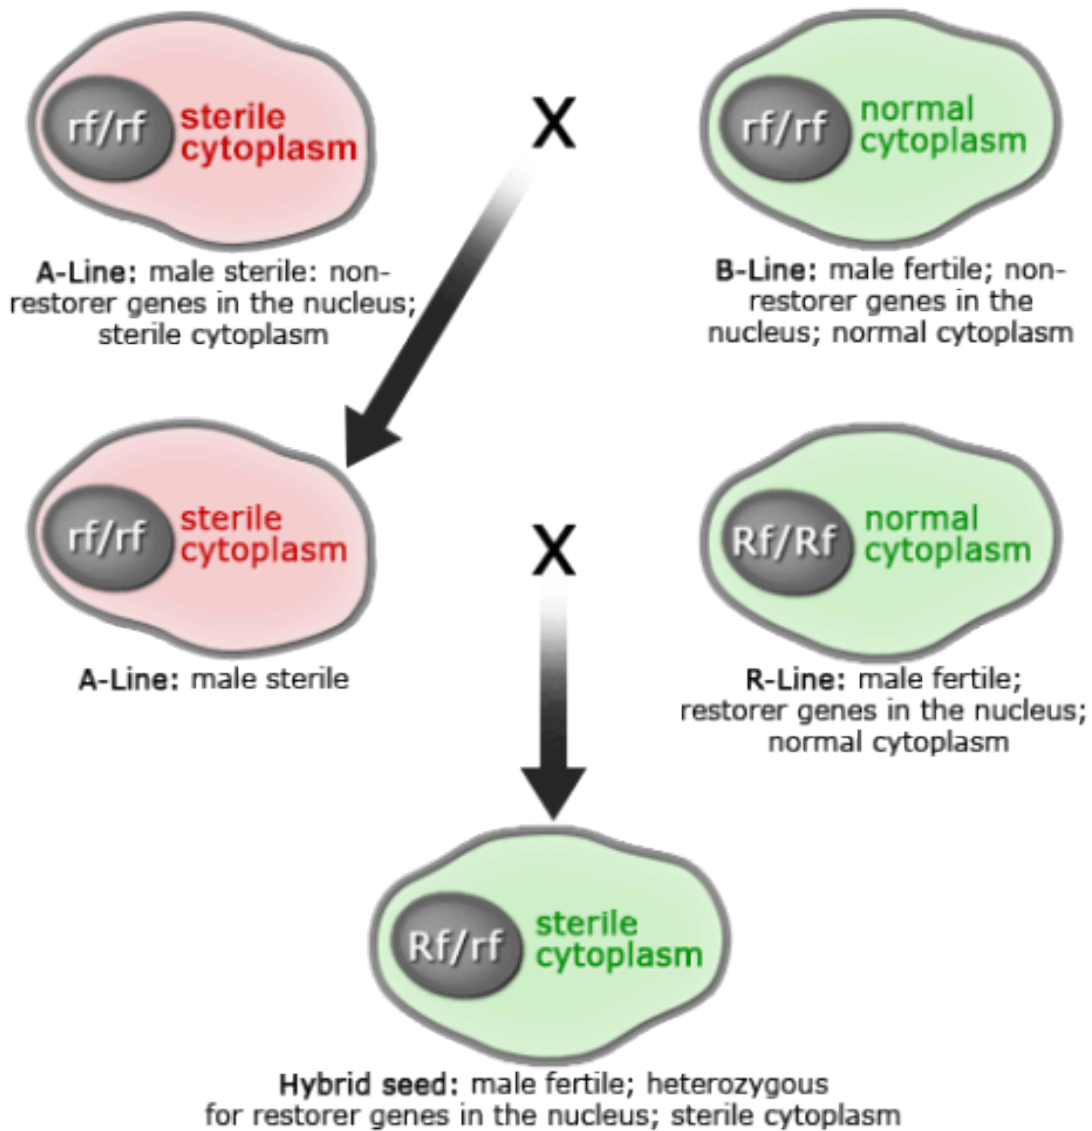 rf/rf
sterile
cytoplasm
X
rf/rf
normal
cytoplasm
A-Line: male sterile: non-
restorer genes in the nucleus;
sterile cytoplasm
B-Line: male fertile; non-
restorer genes in the
nucleus; normal cytoplasm
rf/rf
sterile
cytoplasm
X
Rf/Rf
normal
cytoplasm
A-Line: male sterile
R-Line: male fertile;
restorer genes in the nucleus;
normal cytoplasm
Rf/rf
sterile
cytoplasm
Hybrid seed: male fertile; heterozygous
for restorer genes in the nucleus; sterile cytoplasm